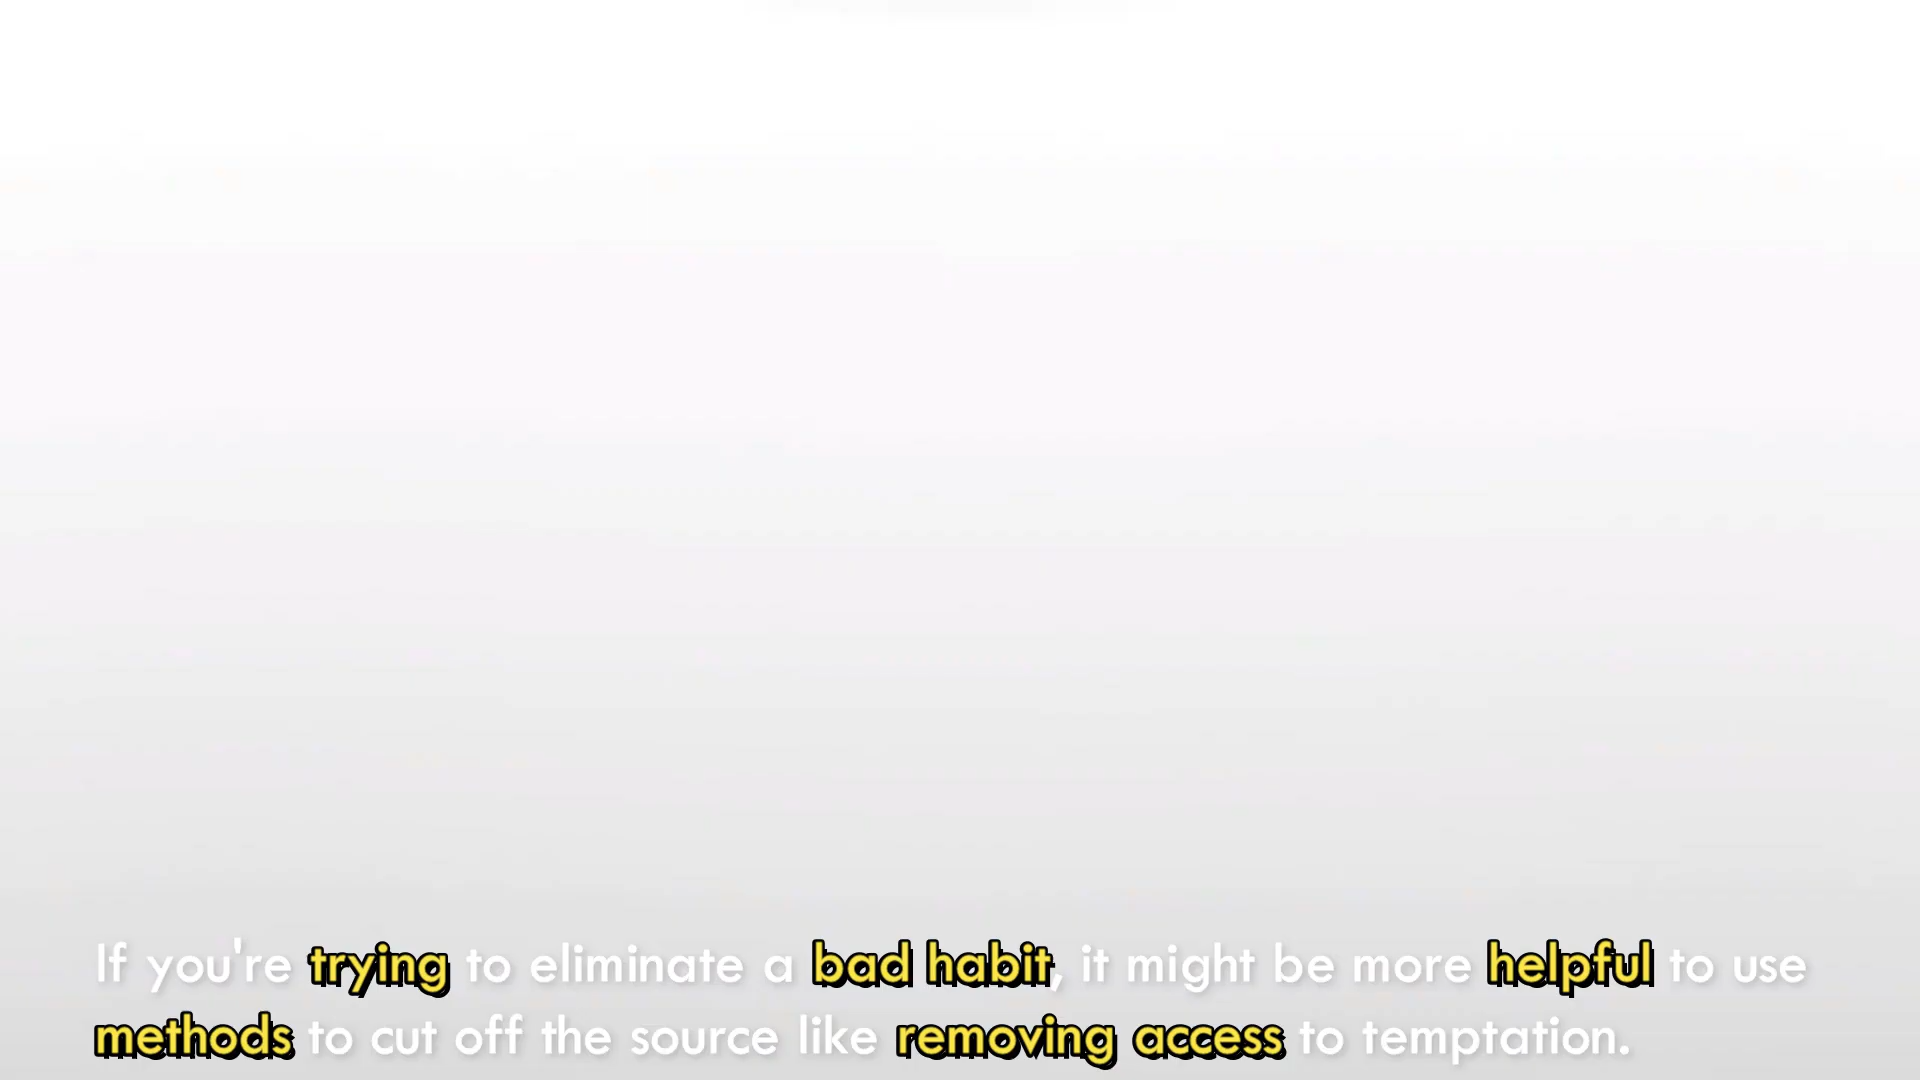 If you're trying to eliminate a bad habit, it might be more helpful to use
methods to cut off the source like removing access to temptation.